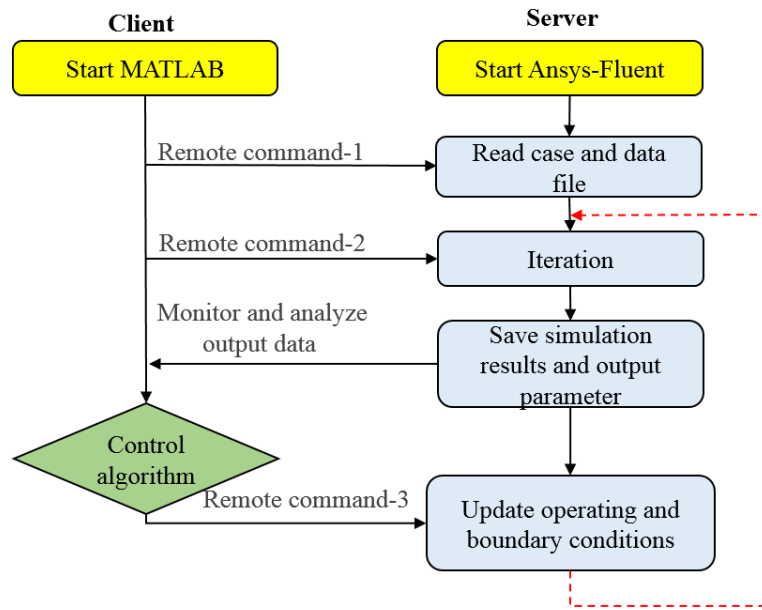 Client
Server
Start MATLAB
Start Ansys-Fluent
Remote command-1
Read case and data
file
Remote command-2
Iteration
Monitor and analyze
output data
Save simulation
results and output
parameter
Control
algorithm
Remote command-3
Update operating and
boundary conditions